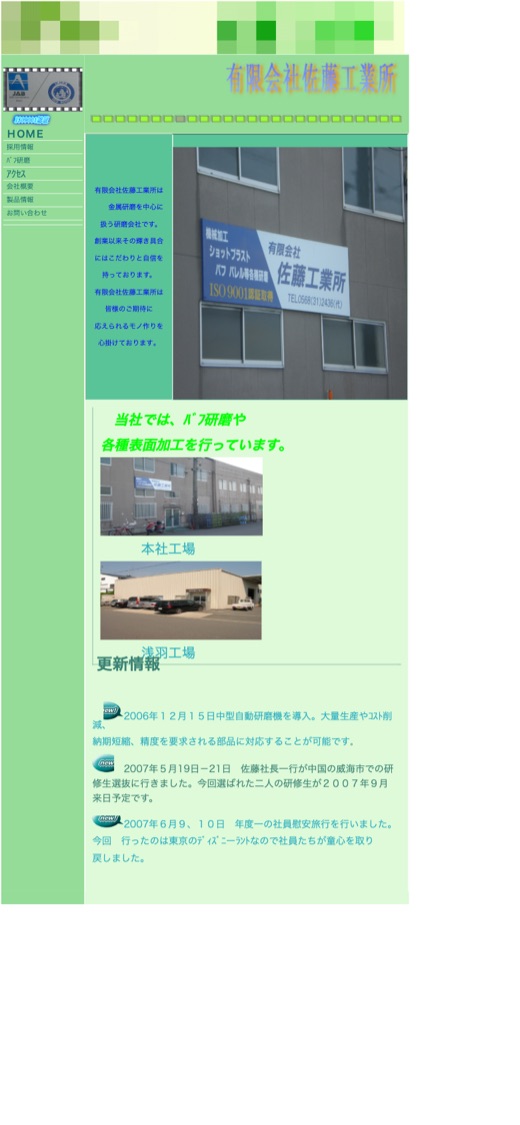 有限会社佐藤工業所
JAB
HOME
採用情報
ﾊﾞﾌ研磨
ｱｸｾｽ
会社概要
製品情報
お問い合わせ
有限会社佐藤工業所は
金属研磨を中心に
扱う研磨会社です。
創業以来その輝き具合
にはこだわりと自信を
持っております。
有限会社佐藤工業所は
皆様のご期待に
応えられるモノ作りを
心掛けております。
機械加工
ショットブラスト
バフ バレル等各種研磨
ISO9001認証取得
有限会社
佐藤工業所
当社では、ﾊﾞﾌ研磨や
各種表面加工を行っています。
本社工場
浅羽工場
更新情報
new!
2006年１２月１５日中型自動研磨機を導入。大量生産やｺｽﾄ削
減、
納期短縮、精度を要求される部品に対応することが可能です。
new!
2007年５月19日－21日　佐藤社長一行が中国の威海市での研
修生選抜に行きました。今回選ばれた二人の研修生が２００７年９月
来日予定です。
new!
2007年６月９、１０日　年度一の社員慰安旅行を行いました。
今回　行ったのは東京のﾃﾞｨｽﾞﾆｰﾗﾝﾄなので社員たちが童心を取り
戻しました。